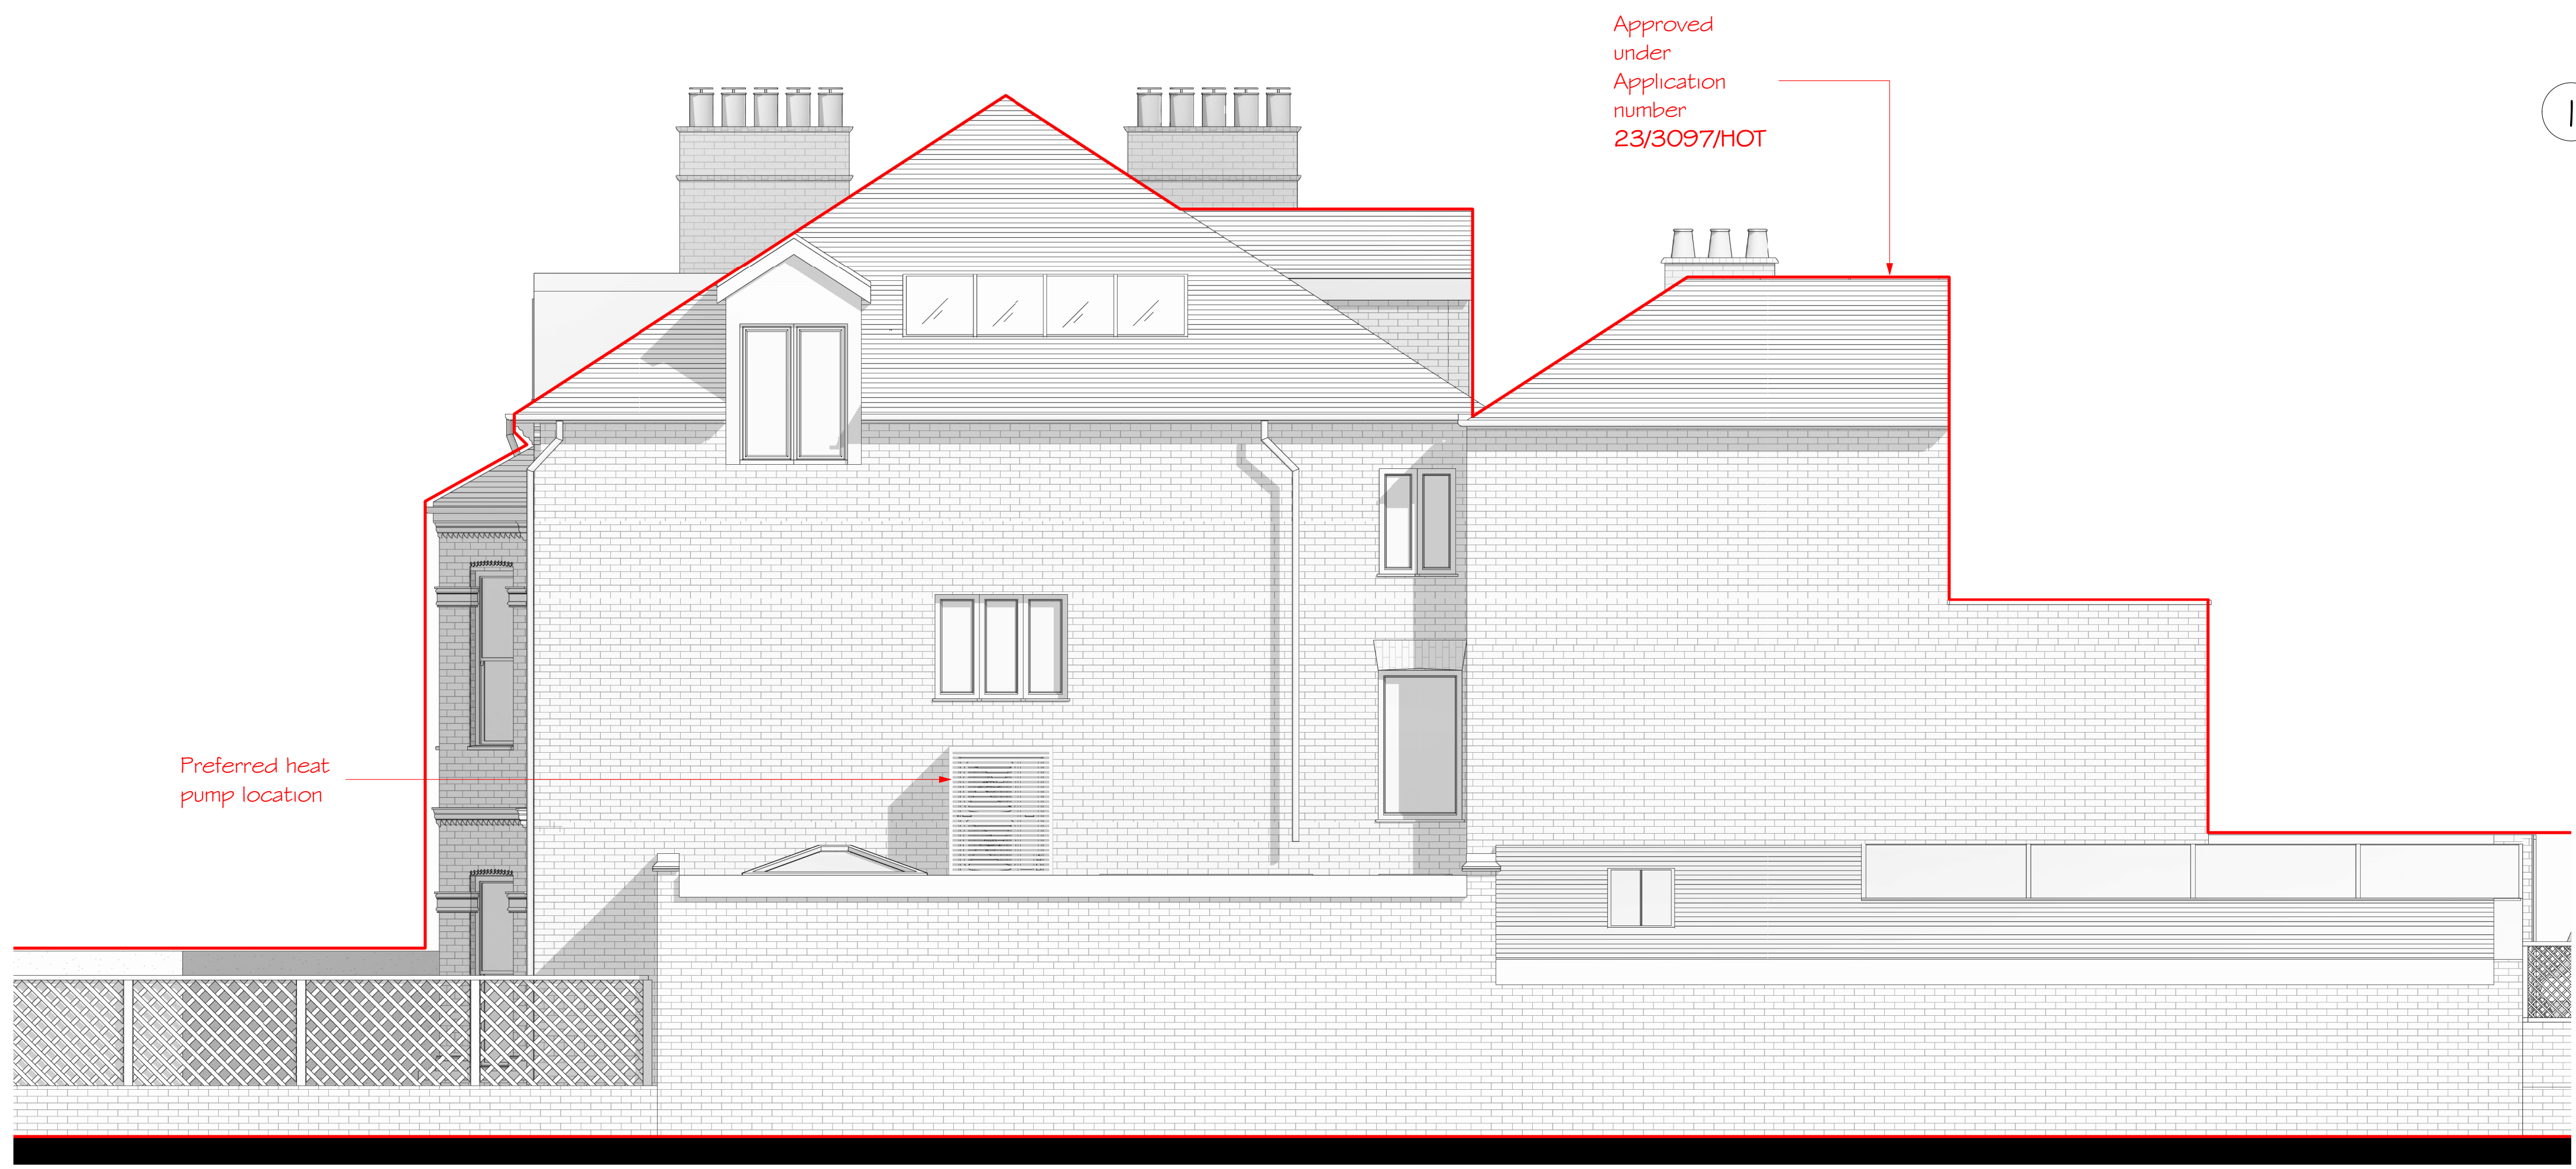 Approved
under
Application
number
23/3097/HOT
Preferred heat
pump location